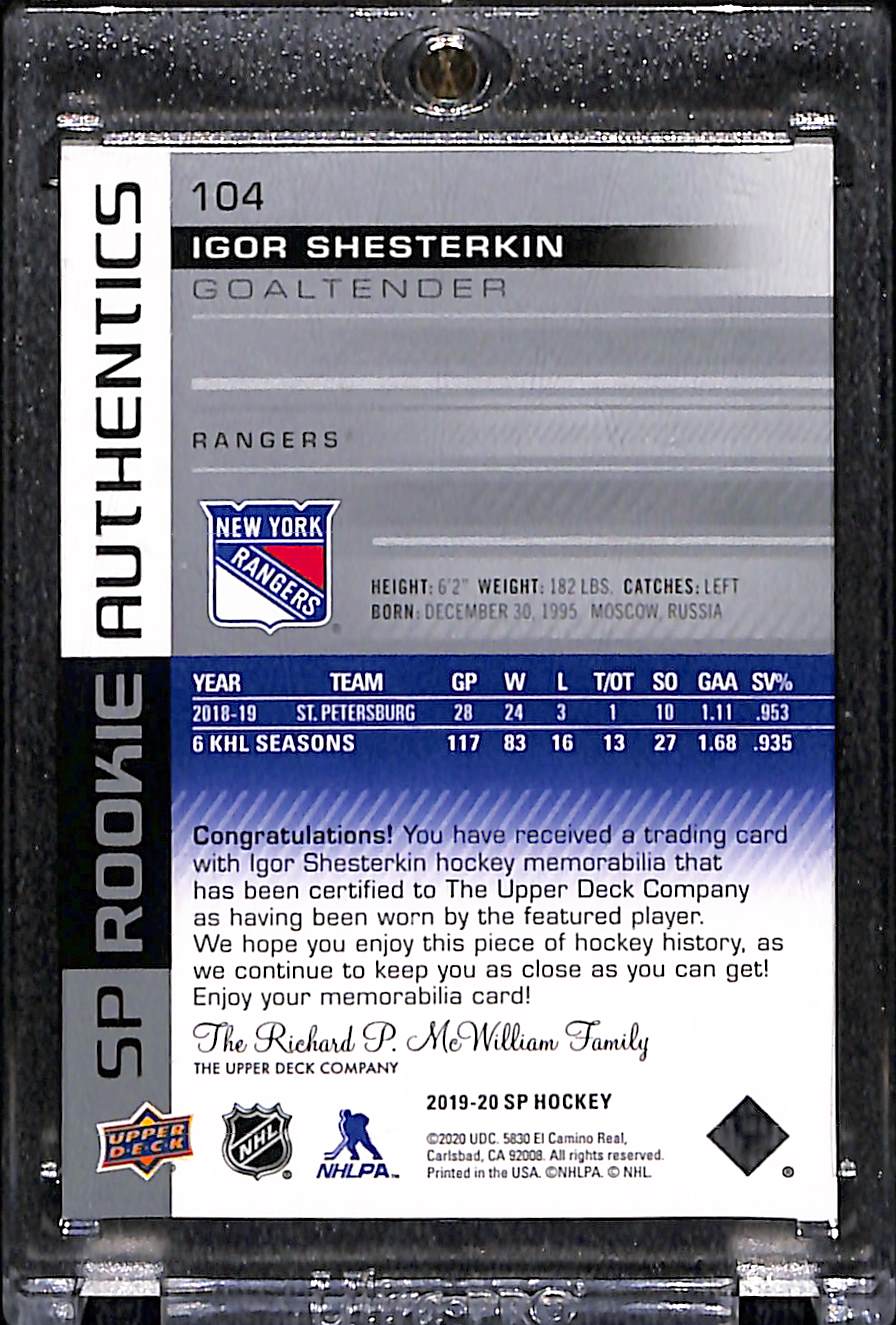 104
IGOR SHESTERKIN
GOALTENDER
RANGERS
NEW YORK
RANGERS
HEIGHT: 6'2" WEIGHT: 182 LBS. CATCHES: LEFT
BORN: DECEMBER 30, 1995 MOSCOW, RUSSIA
SP ROOKIE AUTHENTICS
YEAR TEAM GP W L T/OT SO GAA SV%
2018-19 ST. PETERSBURG 28 24 3 1 10 1.11 .953
6 KHL SEASONS 117 83 16 13 27 1.68 .935
Congratulations! You have received a trading card
with Igor Shesterkin hockey memorabilia that
has been certified to The Upper Deck Company
as having been worn by the featured player.
We hope you enjoy this piece of hockey history, as
we continue to keep you as close as you can get!
Enjoy your memorabilia card!
The Richard P. McWilliam Family
THE UPPER DECK COMPANY
UPPER
D·E·C·K
NHL
NHLPA
2019-20 SP HOCKEY
©2020 UDC. 5830 El Camino Real,
Carlsbad, CA 92008. All rights reserved.
Printed in the USA. ©NHLPA. © NHL.